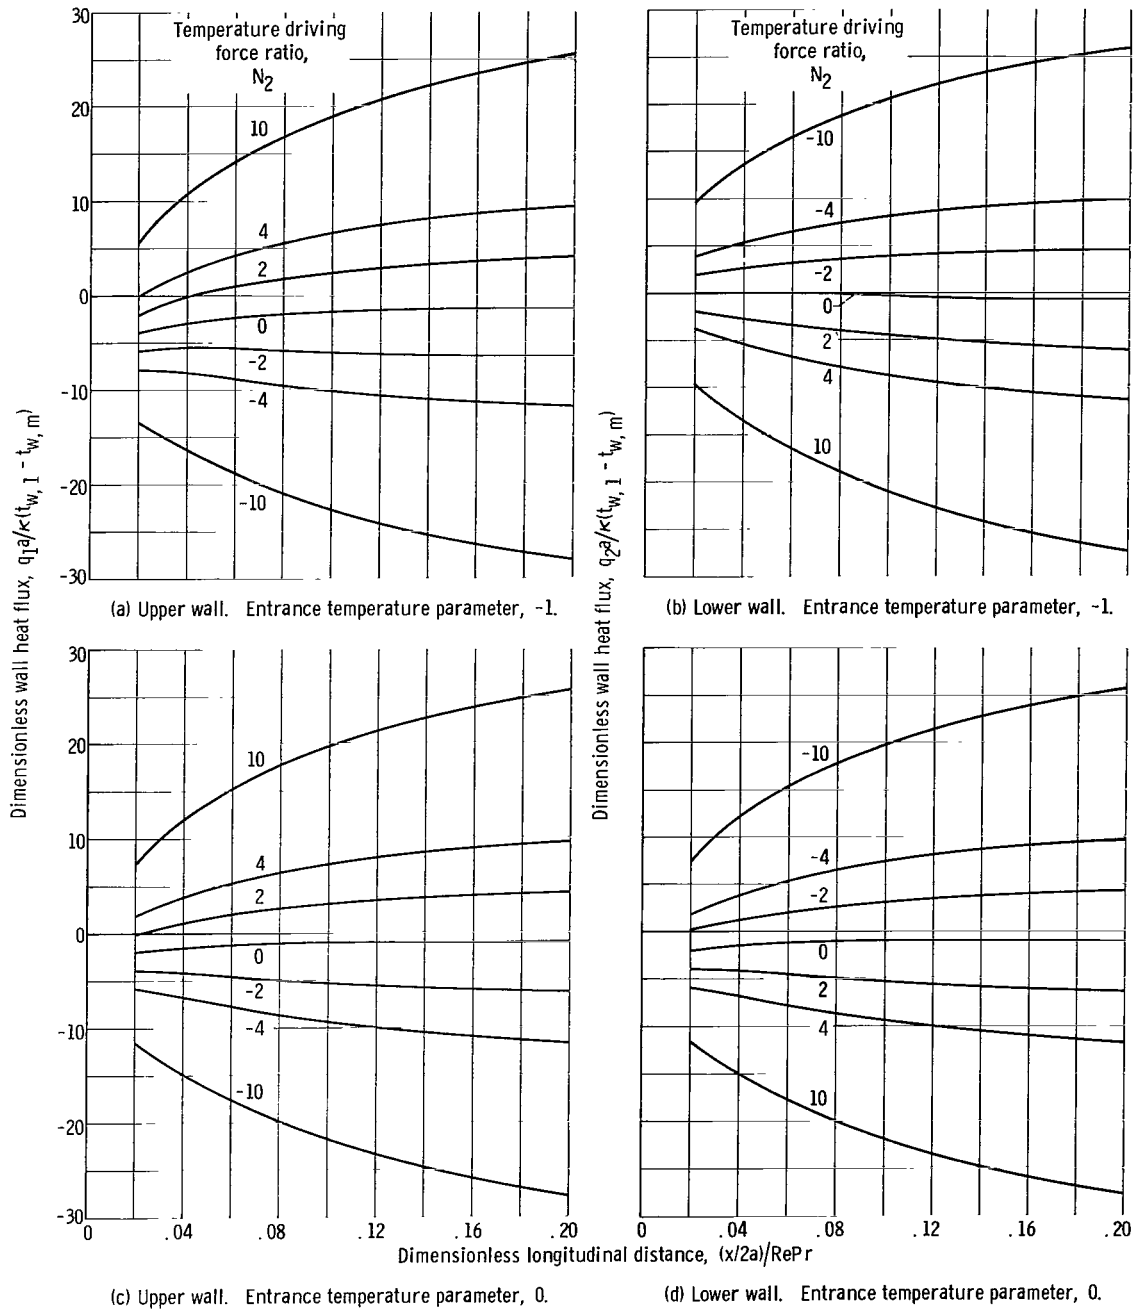 Temperature driving
force ratio,
N2
30
20
10
0
-10
-20
-30
10
4
2
0
-2
-4
-10
(a) Upper wall. Entrance temperature parameter, -1.
Temperature driving
force ratio,
N2
-10
-4
-2
0
2
4
10
(b) Lower wall. Entrance temperature parameter, -1.
Dimensionless wall heat flux, q1a/κ(tw, 1 - tw, m)
Dimensionless wall heat flux, q2a/κ(tw, 1 - tw, m)
30
20
10
0
-10
-20
-30
10
4
2
0
-2
-4
-10
0 .04 .08 .12 .16 .20
-10
-4
-2
0
2
4
10
0 .04 .08 .12 .16 .20
Dimensionless longitudinal distance, (x/2a)/RePr
(c) Upper wall. Entrance temperature parameter, 0.
(d) Lower wall. Entrance temperature parameter, 0.